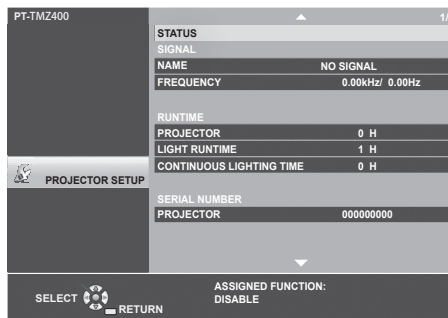 PT-TMZ400
1/
STATUS
SIGNAL
NAME NO SIGNAL
FREQUENCY 0.00kHz/ 0.00Hz
RUNTIME
PROJECTOR 0 H
LIGHT RUNTIME 1 H
CONTINUOUS LIGHTING TIME 0 H
PROJECTOR SETUP
SERIAL NUMBER
PROJECTOR 000000000
ASSIGNED FUNCTION:
SELECT DISABLE
RETURN